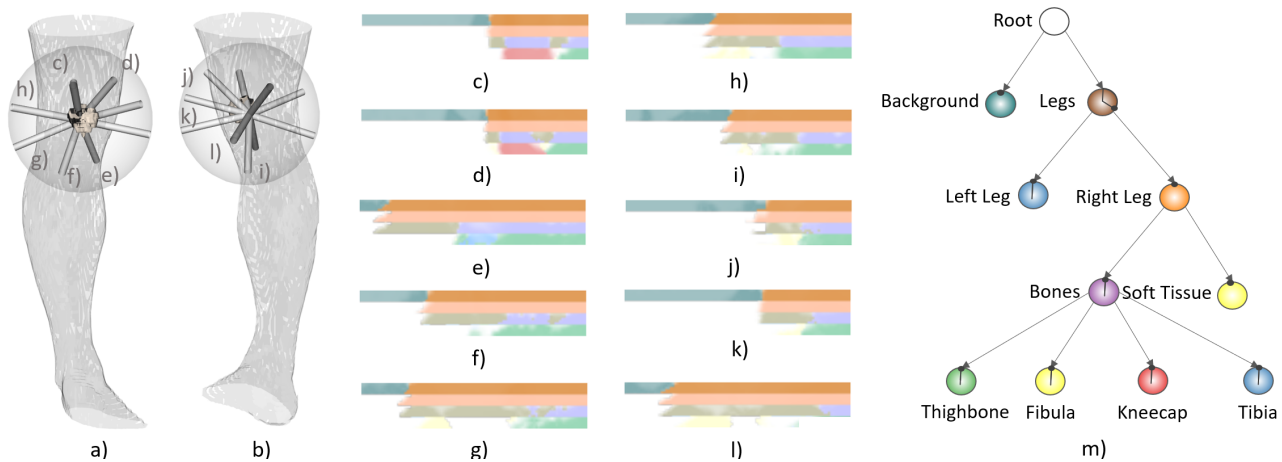 c)
d)
h)
g)
f)
e)
a)
j)
k)
l)
i)
b)
c)
d)
e)
f)
g)
h)
i)
j)
k)
l)
Root
Background
Legs
Left Leg
Right Leg
Bones
Soft Tissue
Thighbone
Fibula
Kneecap
Tibia
m)